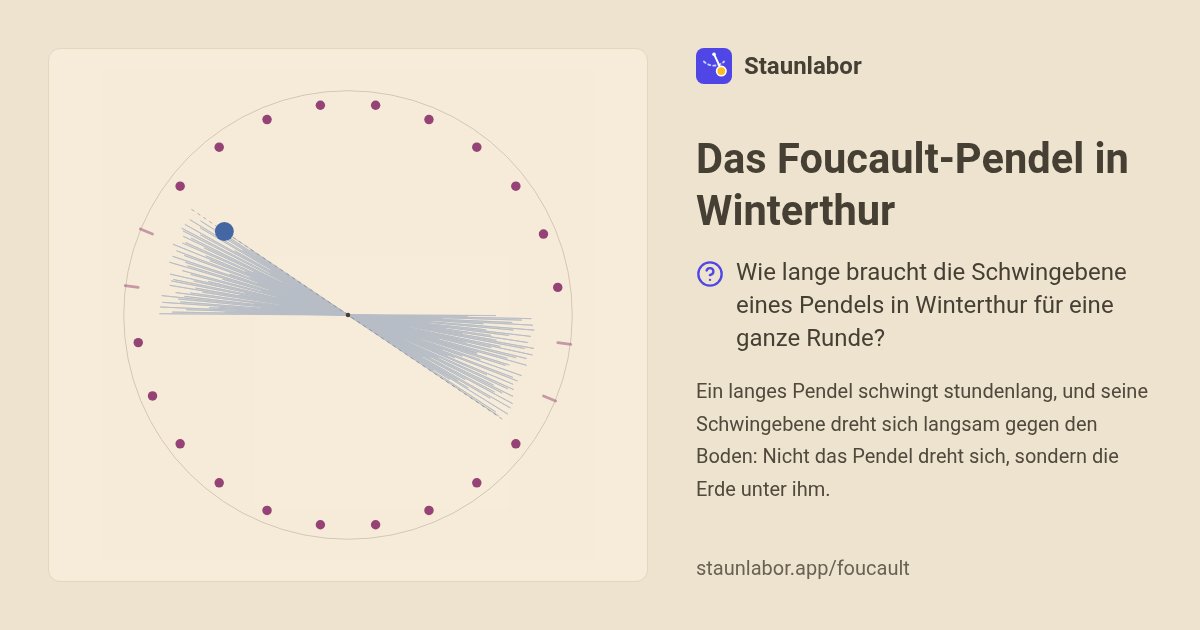 Staunlabor
Das Foucault-Pendel in
Winterthur
Wie lange braucht die Schwingebene
eines Pendels in Winterthur für eine
ganze Runde?
Ein langes Pendel schwingt stundenlang, und seine
Schwingebene dreht sich langsam gegen den
Boden: Nicht das Pendel dreht sich, sondern die
Erde unter ihm.
staunlabor.app/foucault